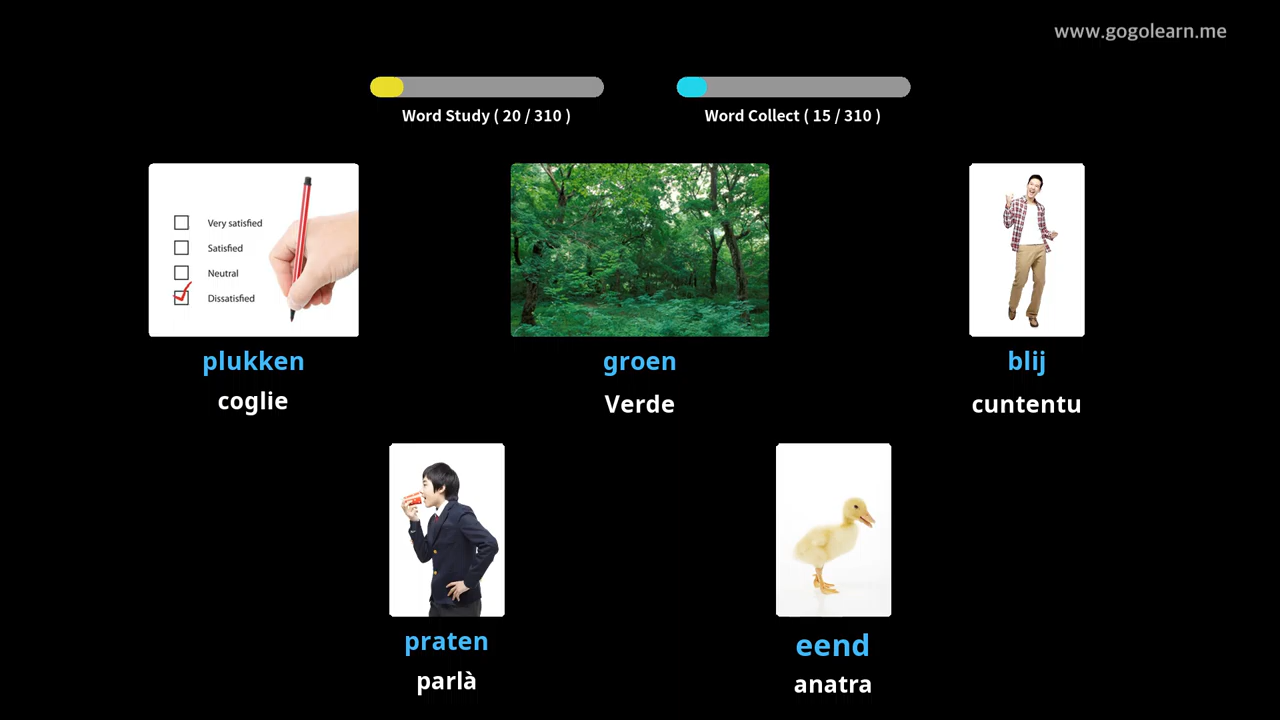 www.gogolearn.me
Word Study ( 20 / 310 )
Word Collect ( 15 / 310 )
Very satisfied
Satisfied
Neutral
Dissatisfied
plukken
coglie
groen
Verde
blij
cuntentu
praten
parlà
eend
anatra